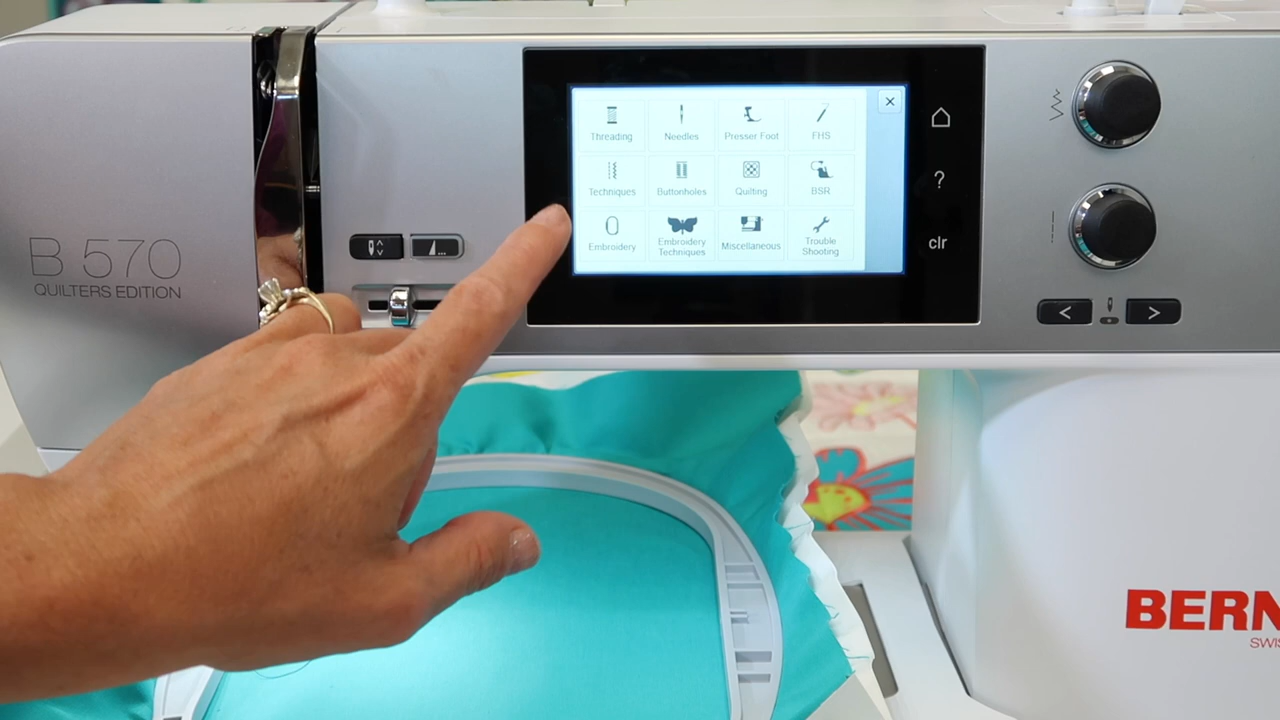 Threading Needles Presser Foot FHS
Techniques Buttonholes Quilting BSR
Embroidery Embroidery Techniques Miscellaneous Trouble Shooting
?
clr
B 570
QUILTERS EDITION
< >
BERN
SWIS